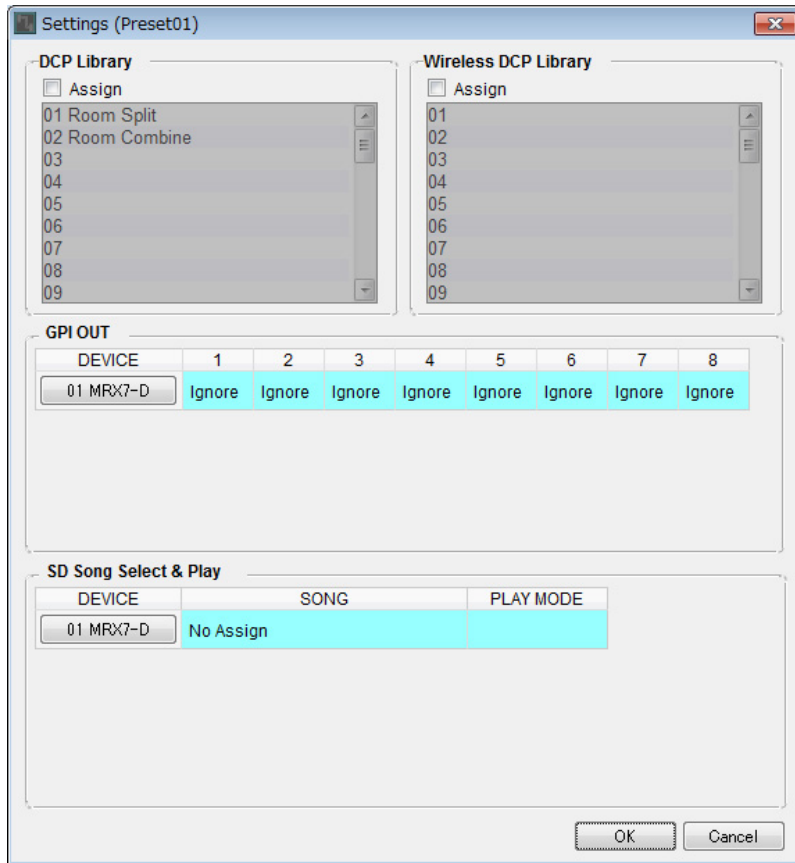 Settings (Preset01)
DCP Library
Assign
01 Room Split
02 Room Combine
03
04
05
06
07
08
09
Wireless DCP Library
Assign
01
02
03
04
05
06
07
08
09
GPI OUT
DEVICE 1 2 3 4 5 6 7 8
01 MRX7-D Ignore Ignore Ignore Ignore Ignore Ignore Ignore Ignore
SD Song Select & Play
DEVICE SONG PLAY MODE
01 MRX7-D No Assign
OK Cancel